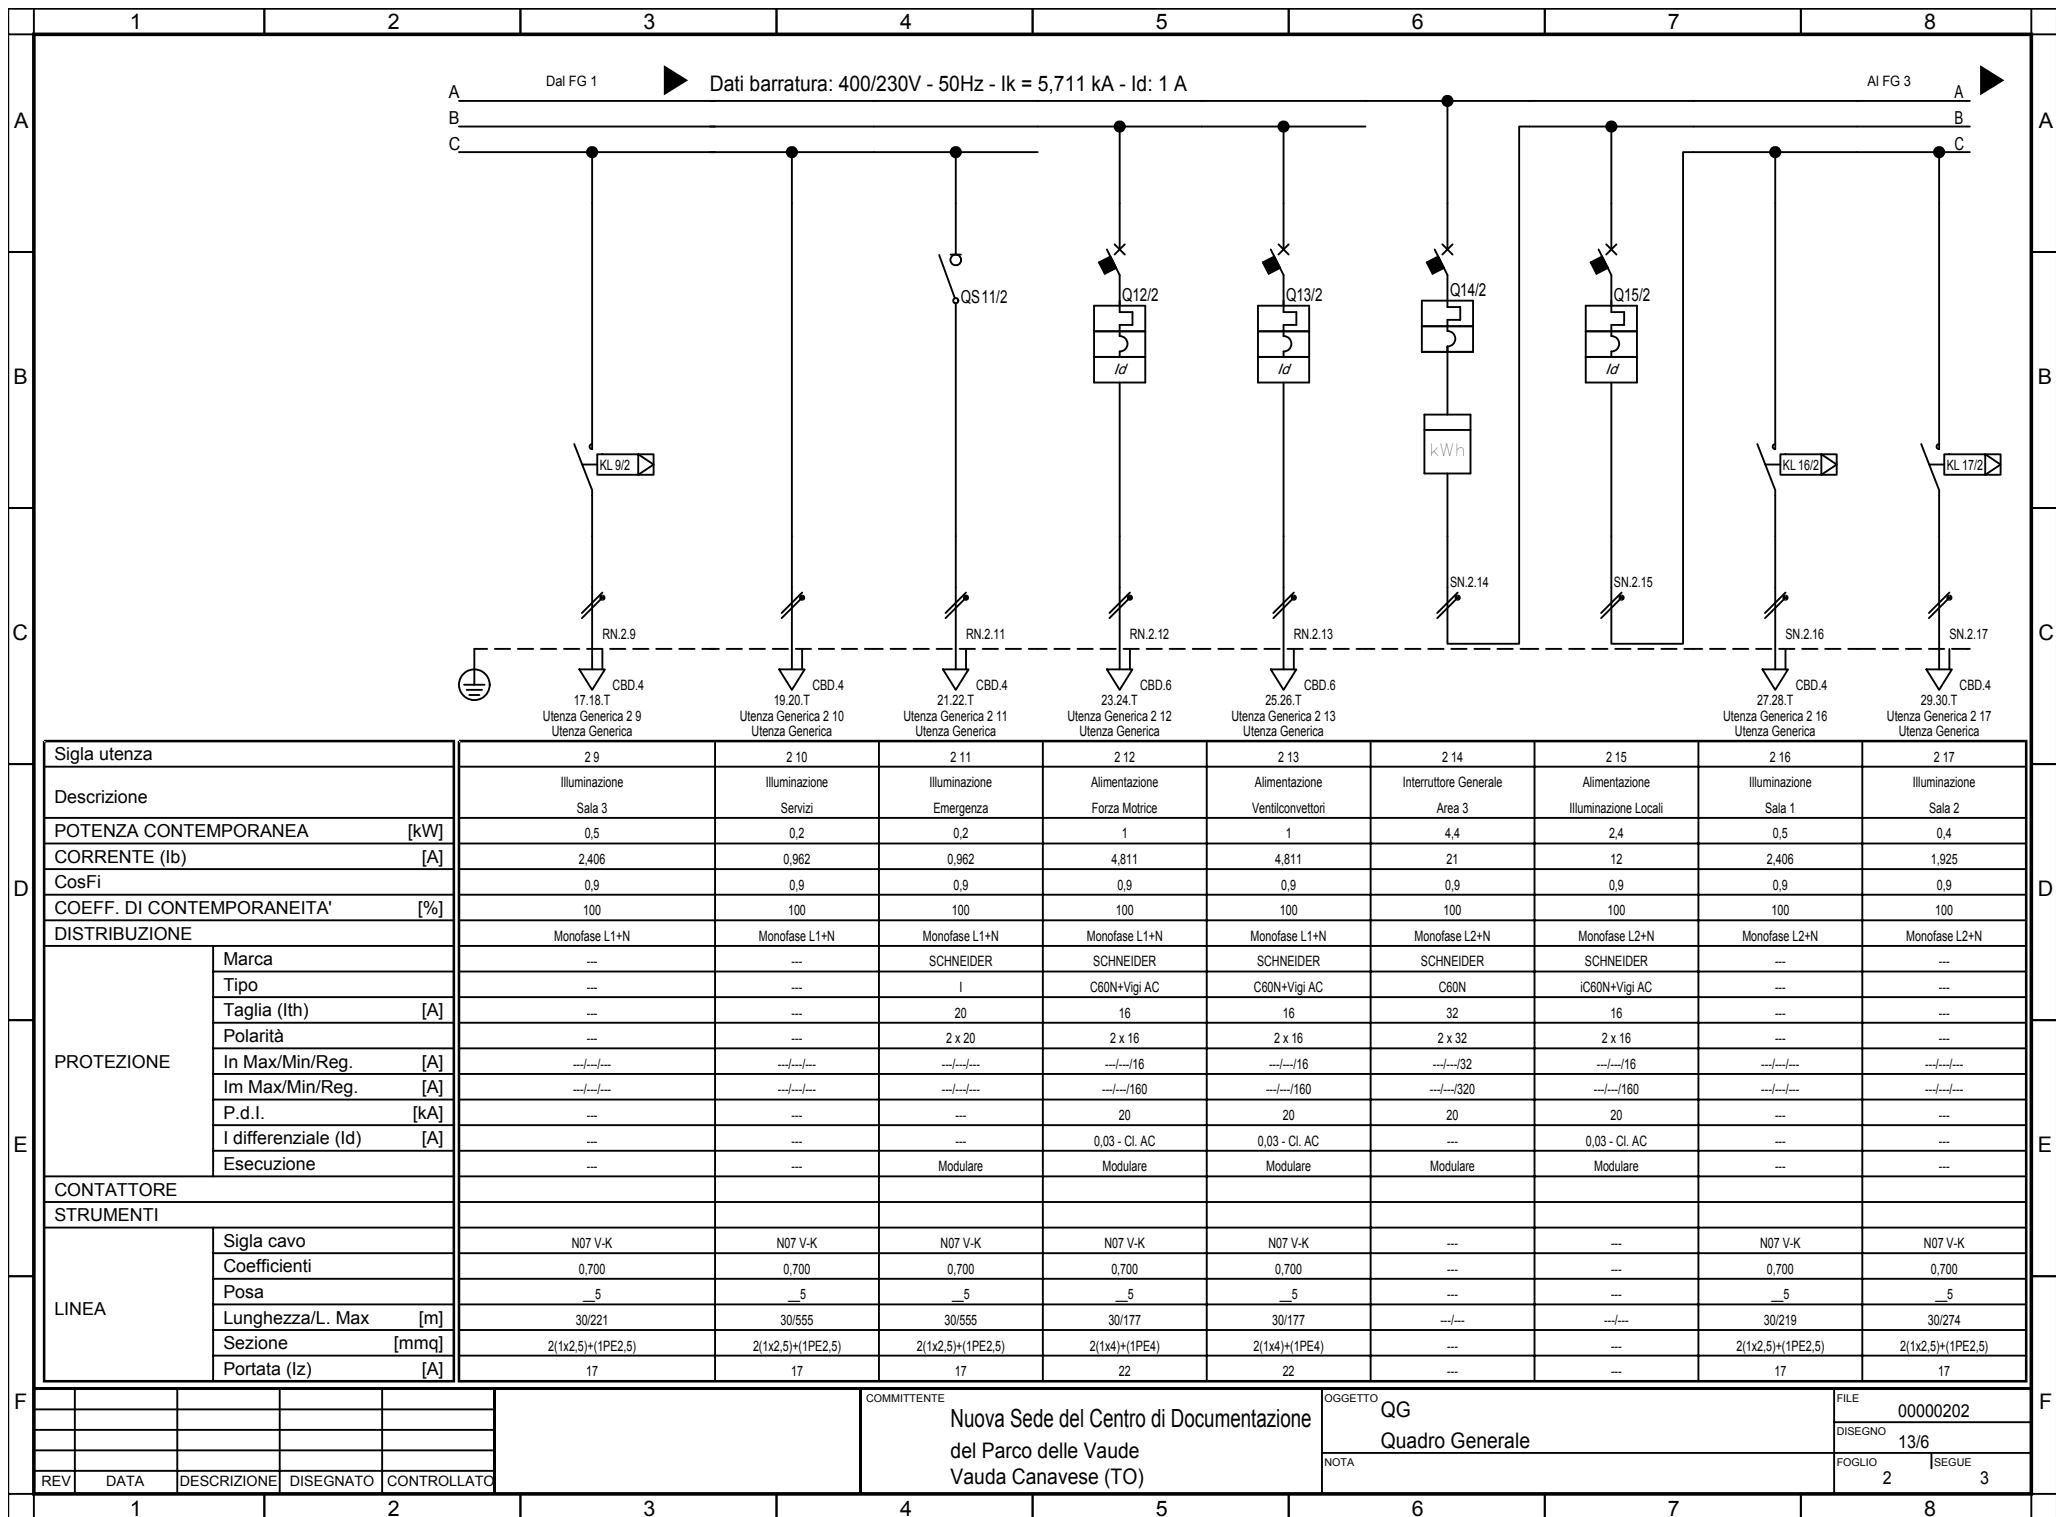 1 2 3 4 5 6 7 8
Dal FG 1 Dati barratura: 400/230V - 50Hz - Ik = 5,711 kA - Id: 1 A Al FG 3
A A
B B
C C
A A
QS11/2 Q12/2 Q13/2 Q14/2 Q15/2
Id Id Id
B B
kWh
KL 9/2 KL 16/2 KL 17/2
SN.2.14 SN.2.15
C C
RN.2.9 RN.2.11 RN.2.12 RN.2.13 SN.2.16 SN.2.17
CBD.4 CBD.4 CBD.4 CBD.6 CBD.6 CBD.4 CBD.4
17.18.T 19.20.T 21.22.T 23.24.T 25.26.T 27.28.T 29.30.T
Utenza Generica 2 9 Utenza Generica 2 10 Utenza Generica 2 11 Utenza Generica 2 12 Utenza Generica 2 13 Utenza Generica 2 16 Utenza Generica 2 17
Utenza Generica Utenza Generica Utenza Generica Utenza Generica Utenza Generica Utenza Generica Utenza Generica
Sigla utenza 2 9 2 10 2 11 2 12 2 13 2 14 2 15 2 16 2 17
Descrizione
Illuminazione Illuminazione Illuminazione Alimentazione Alimentazione Interruttore Generale Alimentazione Illuminazione Illuminazione
Sala 3 Servizi Emergenza Forza Motrice Ventilconvettori Area 3 Illuminazione Locali Sala 1 Sala 2
POTENZA CONTEMPORANEA [kW] 0,5 0,2 0,2 1 1 4,4 2,4 0,5 0,4
CORRENTE (Ib) [A] 2,406 0,962 0,962 4,811 4,811 21 12 2,406 1,925
D D
CosFi 0,9 0,9 0,9 0,9 0,9 0,9 0,9 0,9 0,9
COEFF. DI CONTEMPORANEITA' [%] 100 100 100 100 100 100 100 100 100
DISTRIBUZIONE Monofase L1+N Monofase L1+N Monofase L1+N Monofase L1+N Monofase L1+N Monofase L2+N Monofase L2+N Monofase L2+N Monofase L2+N
PROTEZIONE
Marca --- --- SCHNEIDER SCHNEIDER SCHNEIDER SCHNEIDER SCHNEIDER --- ---
Tipo --- --- I C60N+Vigi AC C60N+Vigi AC C60N iC60N+Vigi AC --- ---
Taglia (Ith) [A] --- --- 20 16 16 32 16 --- ---
Polarità --- --- 2 x 20 2 x 16 2 x 16 2 x 32 2 x 16 --- ---
In Max/Min/Reg. [A] ---/---/--- ---/---/--- ---/---/--- ---/---/16 ---/---/16 ---/---/32 ---/---/16 ---/---/--- ---/---/---
Im Max/Min/Reg. [A] ---/---/--- ---/---/--- ---/---/--- ---/---/160 ---/---/160 ---/---/320 ---/---/160 ---/---/--- ---/---/---
P.d.I. [kA] --- --- --- 20 20 20 20 --- ---
E E
I differenziale (Id) [A] --- --- --- 0,03 - Cl. AC 0,03 - Cl. AC --- 0,03 - Cl. AC --- ---
Esecuzione --- --- Modulare Modulare Modulare Modulare Modulare --- ---
CONTATTORE
STRUMENTI
LINEA
Sigla cavo N07 V-K N07 V-K N07 V-K N07 V-K N07 V-K --- --- N07 V-K N07 V-K
Coefficienti 0,700 0,700 0,700 0,700 0,700 --- --- 0,700 0,700
Posa __5 __5 __5 __5 __5 --- --- __5 __5
Lunghezza/L. Max [m] 30/221 30/555 30/555 30/177 30/177 ---/--- ---/--- 30/219 30/274
Sezione [mmq] 2(1x2,5)+(1PE2,5) 2(1x2,5)+(1PE2,5) 2(1x2,5)+(1PE2,5) 2(1x4)+(1PE4) 2(1x4)+(1PE4) --- --- 2(1x2,5)+(1PE2,5) 2(1x2,5)+(1PE2,5)
Portata (Iz) [A] 17 17 17 22 22 --- --- 17 17
F F
COMMITTENTE
Nuova Sede del Centro di Documentazione
del Parco delle Vaude
Vauda Canavese (TO)
OGGETTO QG
Quadro Generale
NOTA
FILE
00000202
DISEGNO
13/6
FOGLIO SEGUE
2 3
REV DATA DESCRIZIONE DISEGNATO CONTROLLATO
1 2 3 4 5 6 7 8